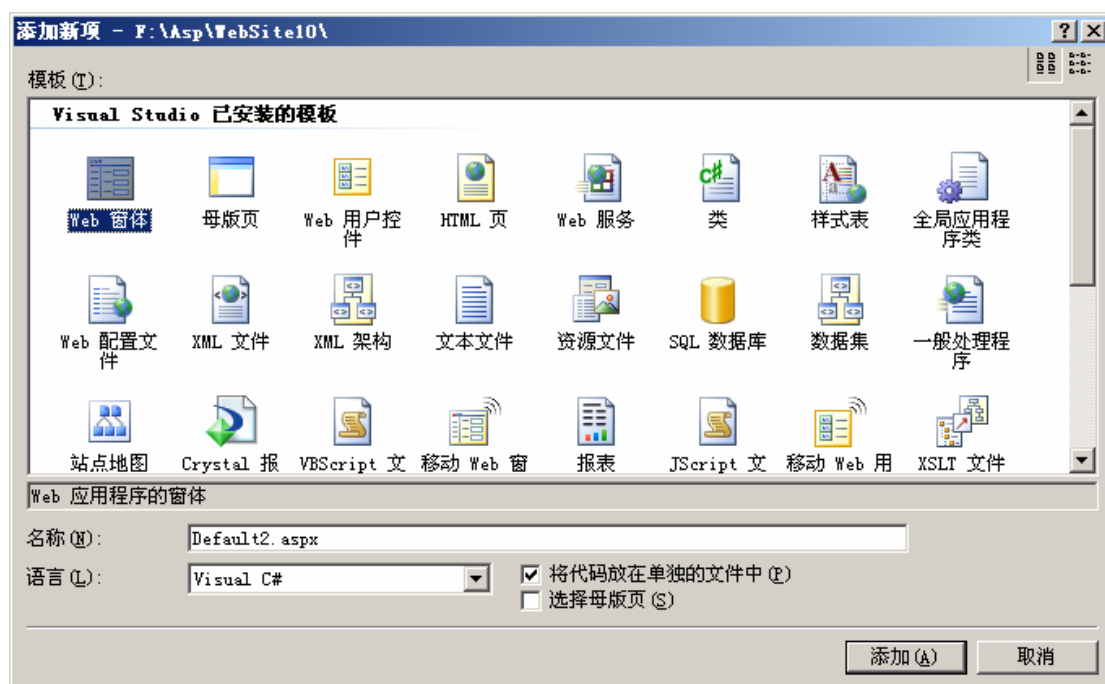 添加新项 - F:\Asp\WebSite10\
模板(T):
Visual Studio 已安装的模板
Web 窗体
母版页
Web 用户控件
HTML 页
Web 服务
类
样式表
全局应用程序类
Web 配置文件
XML 文件
XML 架构
文本文件
资源文件
SQL 数据库
数据集
一般处理程序
站点地图
Crystal 报
VBScript 文
移动 Web 窗
报表
JScript 文
移动 Web 用
XSLT 文件
Web 应用程序的窗体
名称(N):
Default2.aspx
语言(L):
Visual C#
将代码放在单独的文件中(P)
选择母版页(S)
添加(A)
取消